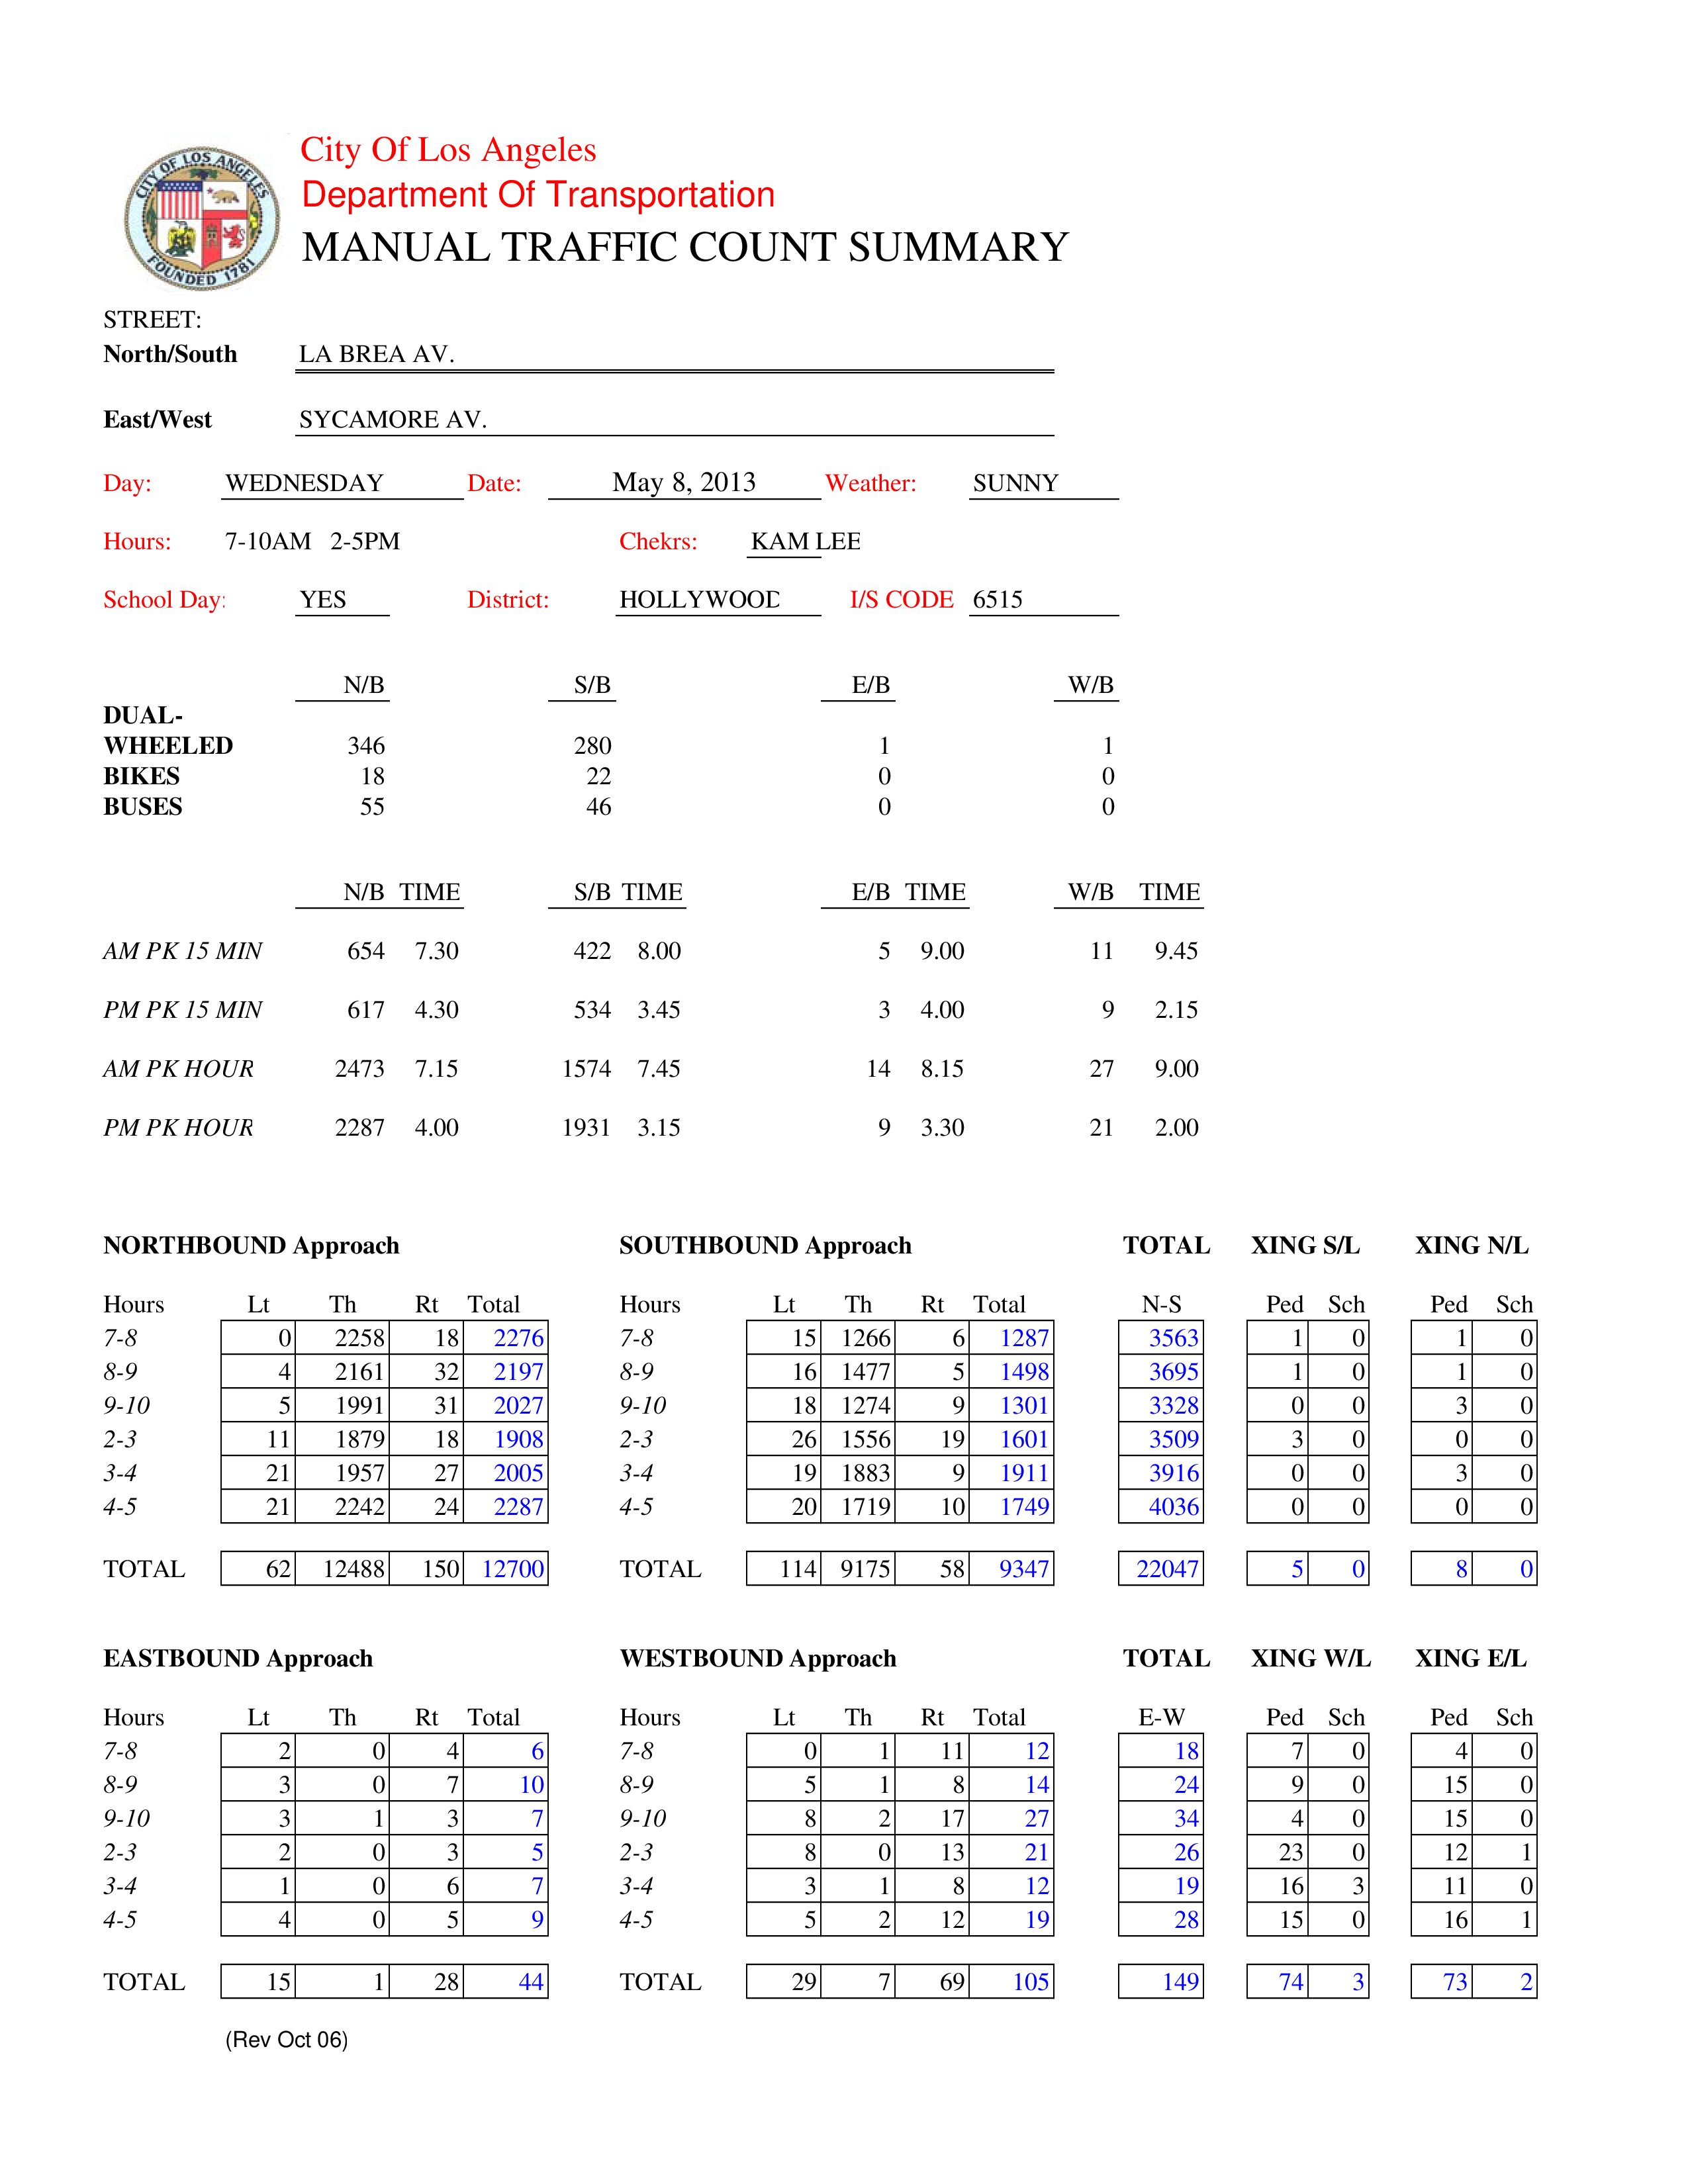 CITY OF LOS ANGELES
FOUNDED 1781
City Of Los Angeles
Department Of Transportation
MANUAL TRAFFIC COUNT SUMMARY
STREET:
North/South LA BREA AV.
East/West SYCAMORE AV.
Day: WEDNESDAY Date: May 8, 2013 Weather: SUNNY
Hours: 7-10AM 2-5PM Chekrs: KAM LEE
School Day: YES District: HOLLYWOOD I/S CODE 6515
N/B S/B E/B W/B
DUAL-
WHEELED 346 280 1 1
BIKES 18 22 0 0
BUSES 55 46 0 0
N/B TIME S/B TIME E/B TIME W/B TIME
AM PK 15 MIN 654 7.30 422 8.00 5 9.00 11 9.45
PM PK 15 MIN 617 4.30 534 3.45 3 4.00 9 2.15
AM PK HOUR 2473 7.15 1574 7.45 14 8.15 27 9.00
PM PK HOUR 2287 4.00 1931 3.15 9 3.30 21 2.00
NORTHBOUND Approach SOUTHBOUND Approach TOTAL XING S/L XING N/L
Hours Lt Th Rt Total Hours Lt Th Rt Total N-S Ped Sch Ped Sch
7-8 0 2258 18 2276 7-8 15 1266 6 1287 3563 1 0 1 0
8-9 4 2161 32 2197 8-9 16 1477 5 1498 3695 1 0 1 0
9-10 5 1991 31 2027 9-10 18 1274 9 1301 3328 0 0 3 0
2-3 11 1879 18 1908 2-3 26 1556 19 1601 3509 3 0 0 0
3-4 21 1957 27 2005 3-4 19 1883 9 1911 3916 0 0 3 0
4-5 21 2242 24 2287 4-5 20 1719 10 1749 4036 0 0 0 0
TOTAL 62 12488 150 12700 TOTAL 114 9175 58 9347 22047 5 0 8 0
EASTBOUND Approach WESTBOUND Approach TOTAL XING W/L XING E/L
Hours Lt Th Rt Total Hours Lt Th Rt Total E-W Ped Sch Ped Sch
7-8 2 0 4 6 7-8 0 1 11 12 18 7 0 4 0
8-9 3 0 7 10 8-9 5 1 8 14 24 9 0 15 0
9-10 3 1 3 7 9-10 8 2 17 27 34 4 0 15 0
2-3 2 0 3 5 2-3 8 0 13 21 26 23 0 12 1
3-4 1 0 6 7 3-4 3 1 8 12 19 16 3 11 0
4-5 4 0 5 9 4-5 5 2 12 19 28 15 0 16 1
TOTAL 15 1 28 44 TOTAL 29 7 69 105 149 74 3 73 2
(Rev Oct 06)